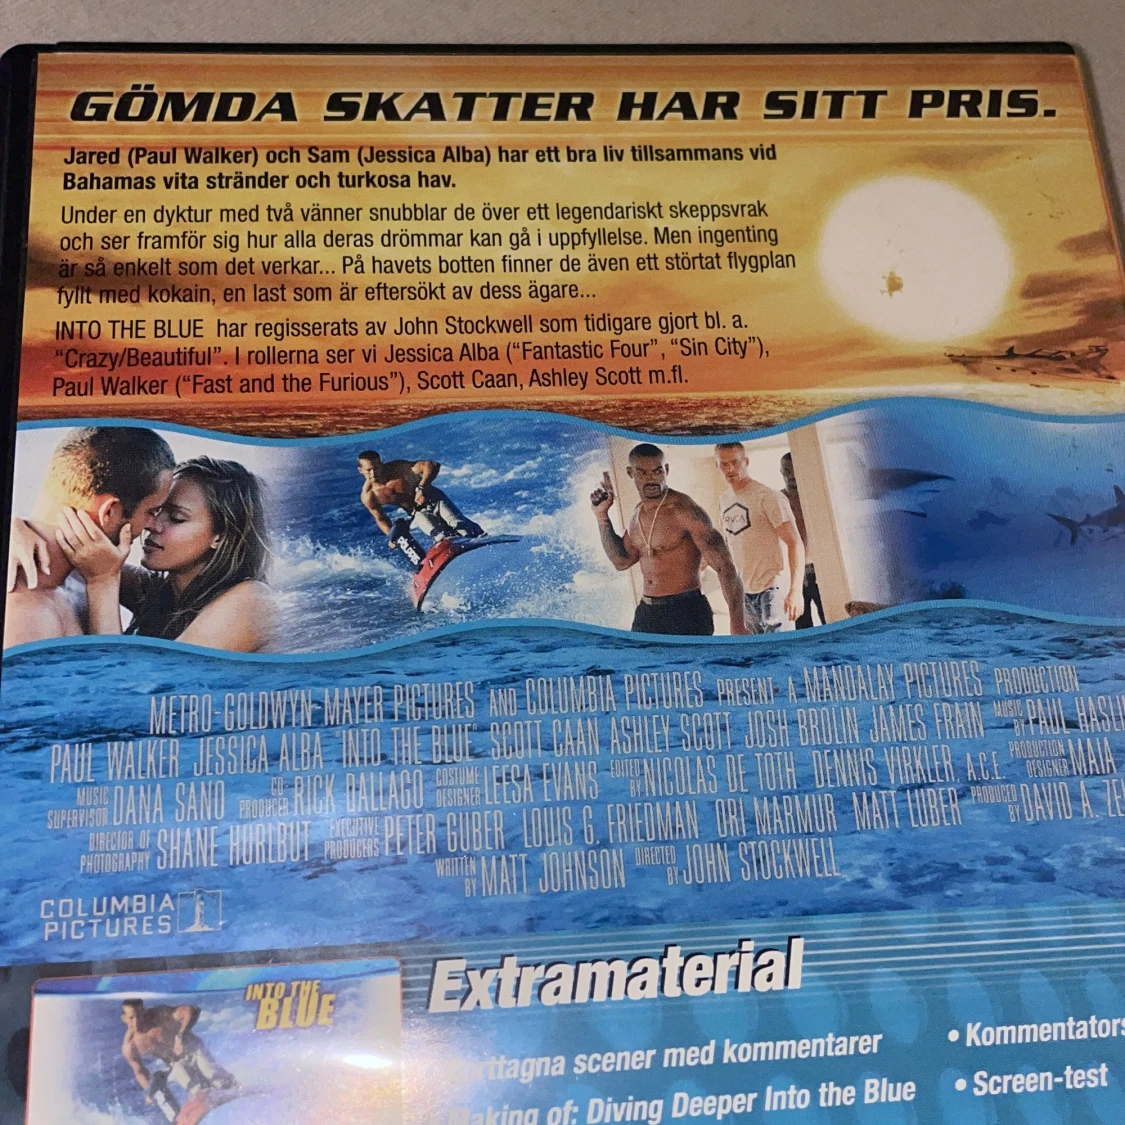 GÖMDA SKATTER HAR SITT PRIS.
Jared (Paul Walker) och Sam (Jessica Alba) har ett bra liv tillsammans vid
Bahamas vita stränder och turkosa hav.
Under en dyktur med två vänner snubblar de över ett legendariskt skeppsvrak
och ser framför sig hur alla deras drömmar kan gå i uppfyllelse. Men ingenting
är så enkelt som det verkar... På havets botten finner de även ett störtat flygplan
fyllt med kokain, en last som är eftersökt av dess ägare...
INTO THE BLUE har regisserats av John Stockwell som tidigare gjort bl. a.
“Crazy/Beautiful”. I rollerna ser vi Jessica Alba (“Fantastic Four”, “Sin City”),
Paul Walker (“Fast and the Furious”), Scott Caan, Ashley Scott m.fl.
RVCA
METRO-GOLDWYN-MAYER PICTURES AND COLUMBIA PICTURES PRESENT A MANDALAY PICTURES PRODUCTION
PAUL WALKER JESSICA ALBA "INTO THE BLUE" SCOTT CAAN ASHLEY SCOTT JOSH BROLIN JAMES FRAIN MUSIC BY PAUL
MUSIC SUPERVISOR DANA SANO CO-PRODUCER RICK DALLAGO COSTUME DESIGNER LEESA EVANS EDITED BY NICOLAS DE TOTH DENNIS VIRKLER, A.C.E. PRODUCTION DESIGNER MAIA
DIRECTOR OF PHOTOGRAPHY SHANE HURLBUT EXECUTIVE PRODUCERS PETER GUBER LOUIS G. FRIEDMAN ORI MARMUR MATT LUBER PRODUCED BY DAVID A.
WRITTEN BY MATT JOHNSON DIRECTED BY JOHN STOCKWELL
COLUMBIA
PICTURES
INTO THE
BLUE
Extramaterial
scener med kommentarer
• Kommentators
Making of: Diving Deeper Into the Blue
• Screen-test